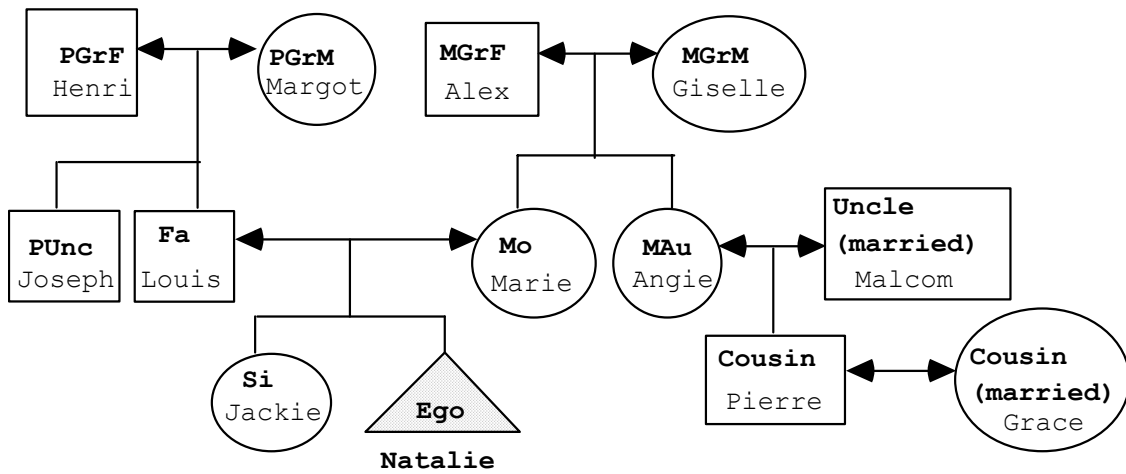 PGrF
Henri
PGrM
Margot
MGrF
Alex
MGrM
Giselle
PUnc
Joseph
Fa
Louis
Mo
Marie
MAu
Angie
Uncle
(married)
Malcom
Si
Jackie
Ego
Natalie
Cousin
Pierre
Cousin
(married)
Grace